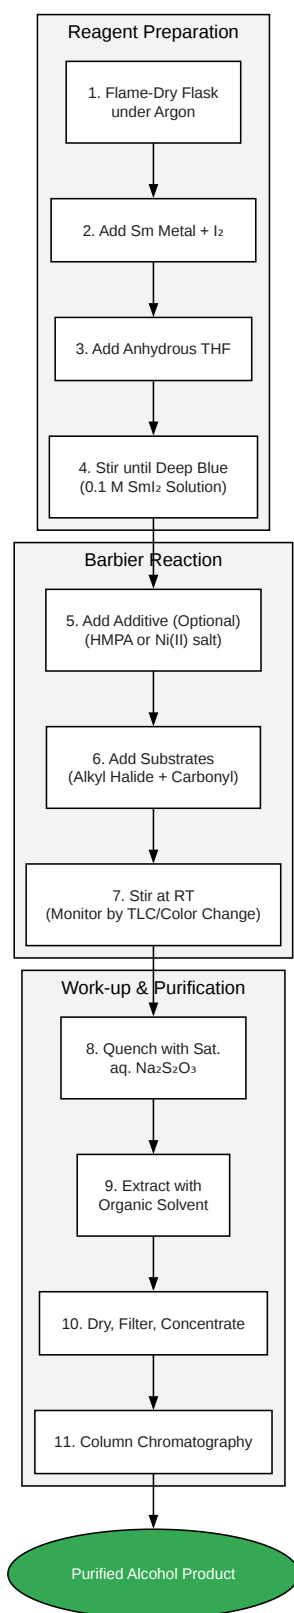 Reagent Preparation
1. Flame-Dry Flask
under Argon
2. Add Sm Metal + I₂
3. Add Anhydrous THF
4. Stir until Deep Blue
(0.1 M SmI₂ Solution)
Barbier Reaction
5. Add Additive (Optional)
(HMPA or Ni(II) salt)
6. Add Substrates
(Alkyl Halide + Carbonyl)
7. Stir at RT
(Monitor by TLC/Color Change)
Work-up & Purification
8. Quench with Sat.
aq. Na₂S₂O₃
9. Extract with
Organic Solvent
10. Dry, Filter, Concentrate
11. Column Chromatography
Purified Alcohol Product